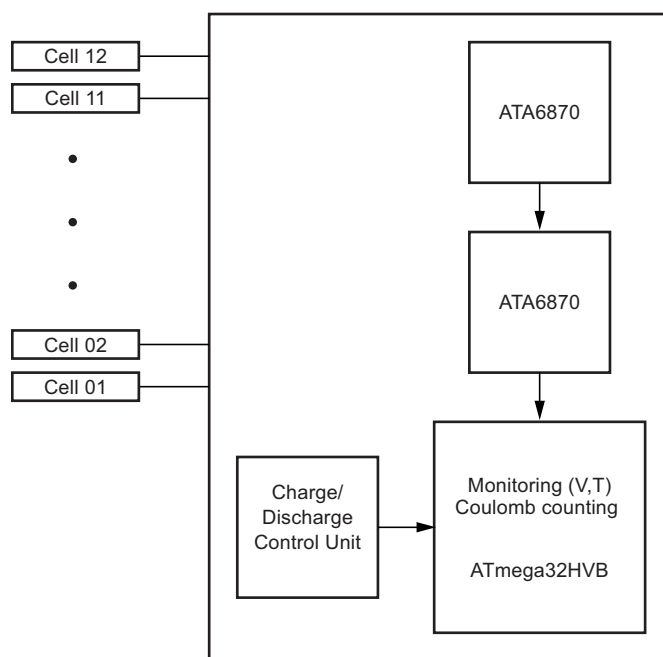 Cell 12
Cell 11
Cell 02
Cell 01
ATA6870
ATA6870
Charge/
Discharge
Control Unit
Monitoring (V,T)
Coulomb counting
ATmega32HVB